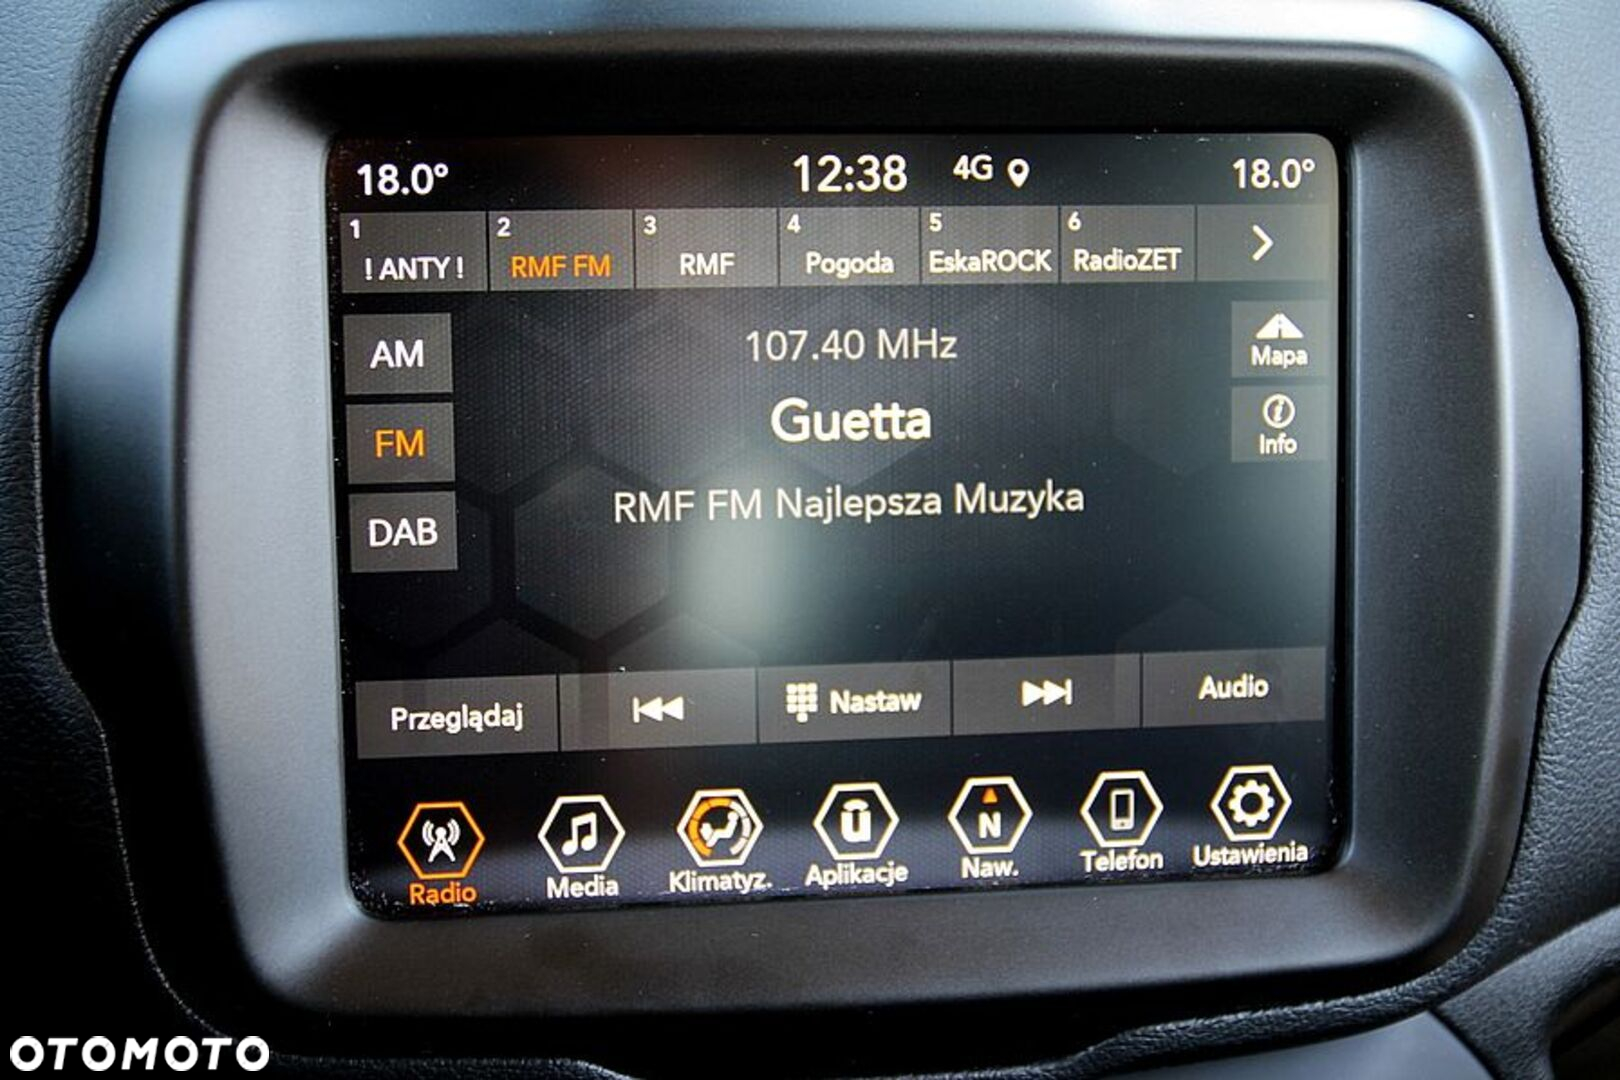 18.0° 12:38 4G 18.0°
1 2 3 4 5 6
! ANTY ! RMF FM RMF Pogoda EskaROCK RadioZET
AM
FM
DAB
107.40 MHz
Guetta
RMF FM Najlepsza Muzyka
Mapa
Info
Przeglądaj Nastaw Audio
Radio Media Klimatyz. Aplikacje Naw. Telefon Ustawienia
ū
N
OTOMOTO